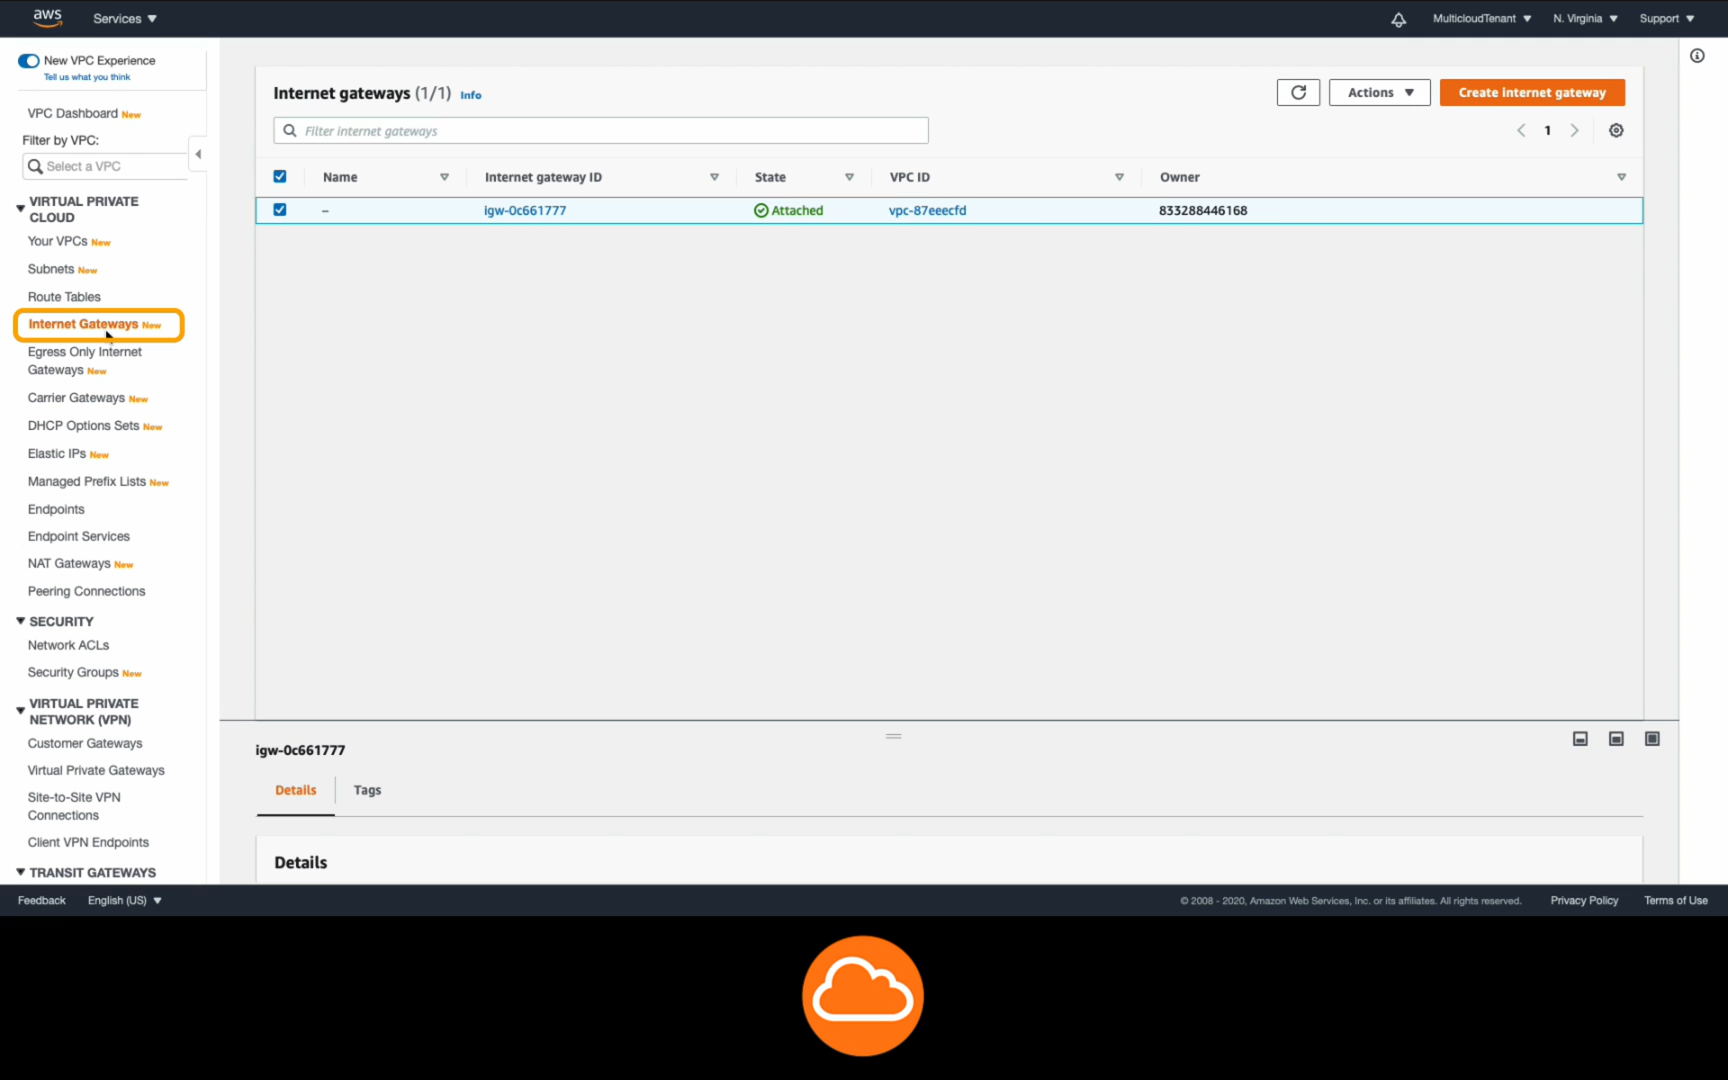 aws
Services
MulticloudTenant
N. Virginia
Support
New VPC Experience
Tell us what you think
VPC Dashboard New
Filter by VPC:
Select a VPC
VIRTUAL PRIVATE
CLOUD
Your VPCs New
Subnets New
Route Tables
Internet Gateways New
Egress Only Internet
Gateways New
Carrier Gateways New
DHCP Options Sets New
Elastic IPs New
Managed Prefix Lists New
Endpoints
Endpoint Services
NAT Gateways New
Peering Connections
SECURITY
Network ACLs
Security Groups New
VIRTUAL PRIVATE
NETWORK (VPN)
Customer Gateways
Virtual Private Gateways
Site-to-Site VPN
Connections
Client VPN Endpoints
TRANSIT GATEWAYS
Internet gateways (1/1) Info
Actions
Create internet gateway
Filter internet gateways
1
Name Internet gateway ID State VPC ID Owner
– igw-0c661777 Attached vpc-87eeecfd 833288446168
igw-0c661777
Details Tags
Details
Feedback English (US)
© 2008 - 2020, Amazon Web Services, Inc. or its affiliates. All rights reserved. Privacy Policy Terms of Use